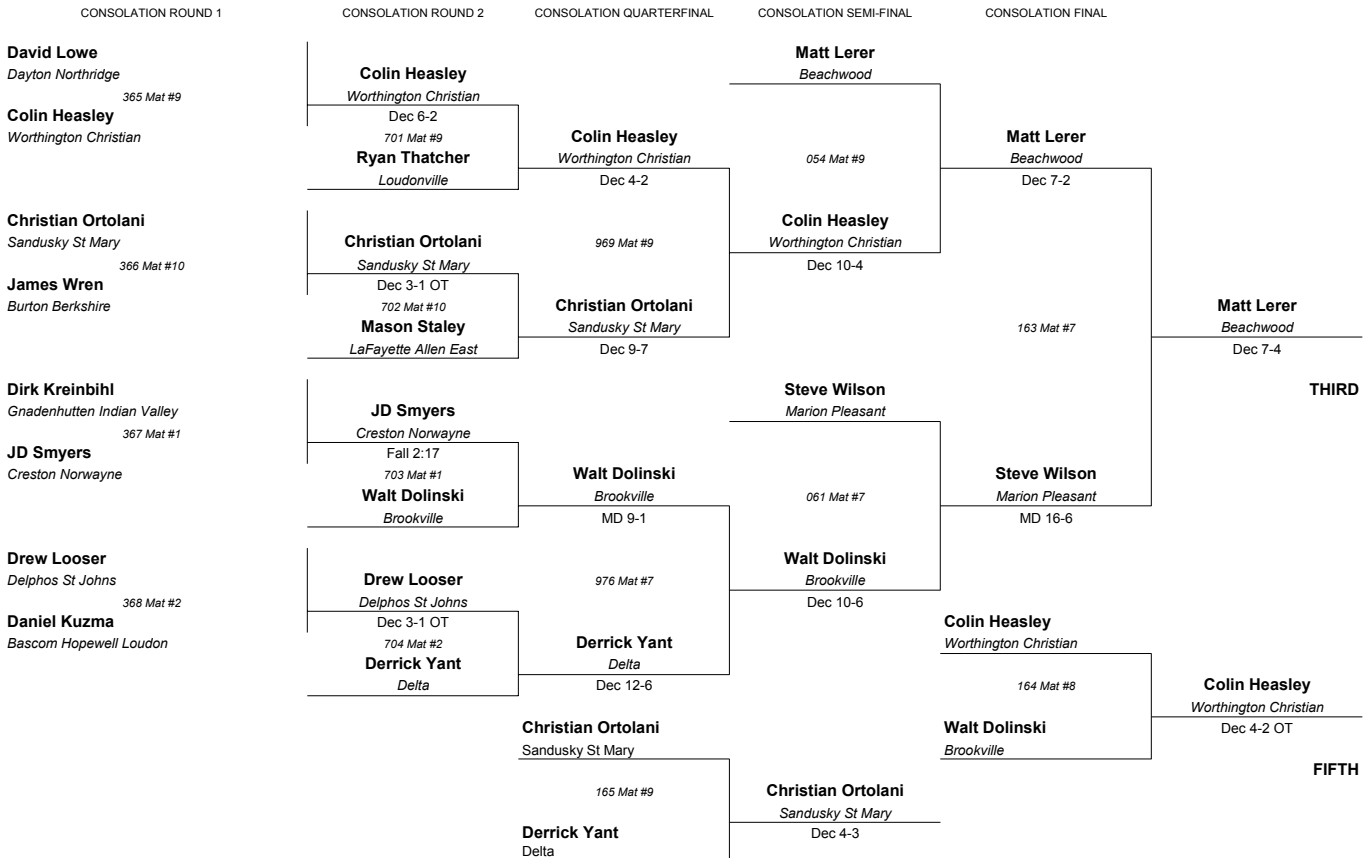 CONSOLATION ROUND 1
CONSOLATION ROUND 2
CONSOLATION QUARTERFINAL
CONSOLATION SEMI-FINAL
CONSOLATION FINAL
David Lowe
Dayton Northridge
365 Mat #9
Colin Heasley
Worthington Christian
Christian Ortolani
Sandusky St Mary
366 Mat #10
James Wren
Burton Berkshire
Dirk Kreinbihl
Gnadenhutten Indian Valley
367 Mat #1
JD Smyers
Creston Norwayne
Drew Looser
Delphos St Johns
368 Mat #2
Daniel Kuzma
Bascom Hopewell Loudon
Colin Heasley
Worthington Christian
Dec 6-2
701 Mat #9
Ryan Thatcher
Loudonville
Christian Ortolani
Sandusky St Mary
Dec 3-1 OT
702 Mat #10
Mason Staley
LaFayette Allen East
JD Smyers
Creston Norwayne
Fall 2:17
703 Mat #1
Walt Dolinski
Brookville
Drew Looser
Delphos St Johns
Dec 3-1 OT
704 Mat #2
Derrick Yant
Delta
Colin Heasley
Worthington Christian
Dec 4-2
969 Mat #9
Christian Ortolani
Sandusky St Mary
Dec 9-7
Walt Dolinski
Brookville
MD 9-1
976 Mat #7
Derrick Yant
Delta
Dec 12-6
Christian Ortolani
Sandusky St Mary
165 Mat #9
Derrick Yant
Delta
Matt Lerer
Beachwood
054 Mat #9
Colin Heasley
Worthington Christian
Dec 10-4
Steve Wilson
Marion Pleasant
061 Mat #7
Walt Dolinski
Brookville
Dec 10-6
Christian Ortolani
Sandusky St Mary
Dec 4-3
Matt Lerer
Beachwood
Dec 7-2
163 Mat #7
Steve Wilson
Marion Pleasant
MD 16-6
Colin Heasley
Worthington Christian
164 Mat #8
Walt Dolinski
Brookville
Matt Lerer
Beachwood
Dec 7-4
THIRD
Colin Heasley
Worthington Christian
Dec 4-2 OT
FIFTH